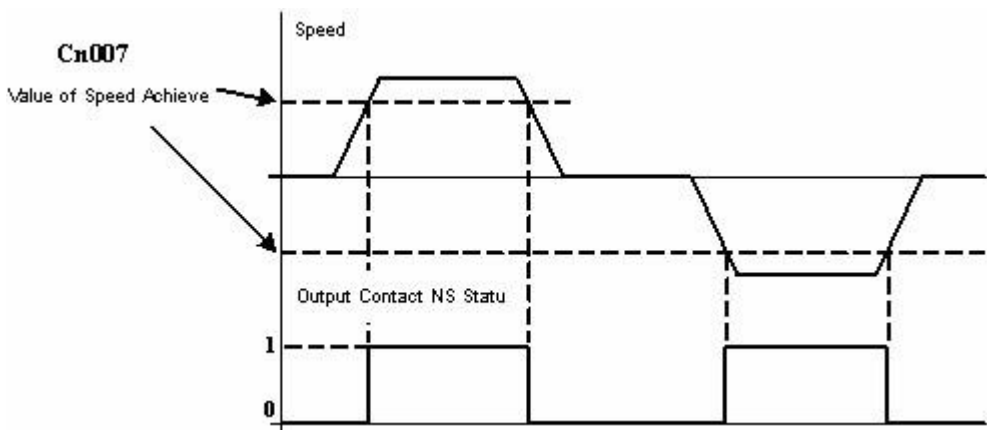 Speed
Cn007
Value of Speed Achieve
Output Contact NS Statu
1
0